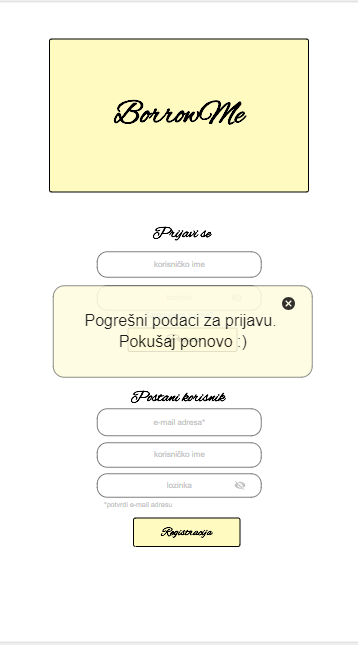 BorrowMe
Prijavi se
korisničko ime
Pogrešni podaci za prijavu.
Pokušaj ponovo :)
Postani korisnik
e-mail adresa*
korisničko ime
lozinka
*potvrdi e-mail adresu
Registracija